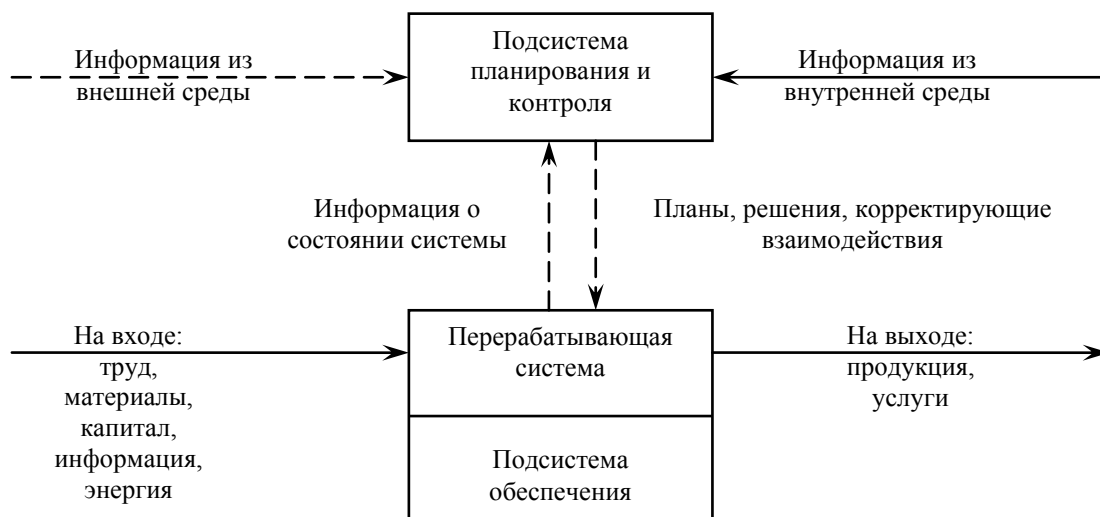 Информация из
внешней среды
Подсистема
планирования и
контроля
Информация из
внутренней среды
Информация о
состоянии системы
Планы, решения, корректирующие
взаимодействия
На входе:
труд,
материалы,
капитал,
информация,
энергия
Перерабатывающая
система
Подсистема
обеспечения
На выходе:
продукция,
услуги